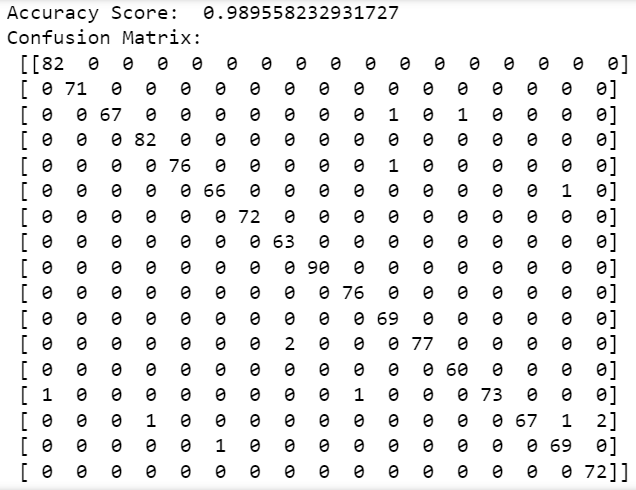 Accuracy Score:  0.989558232931727
Confusion Matrix:
[[82  0  0  0  0  0  0  0  0  0  0  0  0  0  0  0  0]
[ 0 71  0  0  0  0  0  0  0  0  0  0  0  0  0  0  0]
[ 0  0 67  0  0  0  0  0  0  0  1  0  1  0  0  0  0]
[ 0  0  0 82  0  0  0  0  0  0  0  0  0  0  0  0  0]
[ 0  0  0  0 76  0  0  0  0  0  1  0  0  0  0  0  0]
[ 0  0  0  0  0 66  0  0  0  0  0  0  0  0  0  1  0]
[ 0  0  0  0  0  0 72  0  0  0  0  0  0  0  0  0  0]
[ 0  0  0  0  0  0  0 63  0  0  0  0  0  0  0  0  0]
[ 0  0  0  0  0  0  0  0 90  0  0  0  0  0  0  0  0]
[ 0  0  0  0  0  0  0  0  0 76  0  0  0  0  0  0  0]
[ 0  0  0  0  0  0  0  0  0  0 69  0  0  0  0  0  0]
[ 0  0  0  0  0  0  0  2  0  0  0 77  0  0  0  0  0]
[ 0  0  0  0  0  0  0  0  0  0  0  0 60  0  0  0  0]
[ 1  0  0  0  0  0  0  0  0  1  0  0  0 73  0  0  0]
[ 0  0  0  1  0  0  0  0  0  0  0  0  0  0 67  1  2]
[ 0  0  0  0  0  1  0  0  0  0  0  0  0  0  0 69  0]
[ 0  0  0  0  0  0  0  0  0  0  0  0  0  0  0  0 72]]